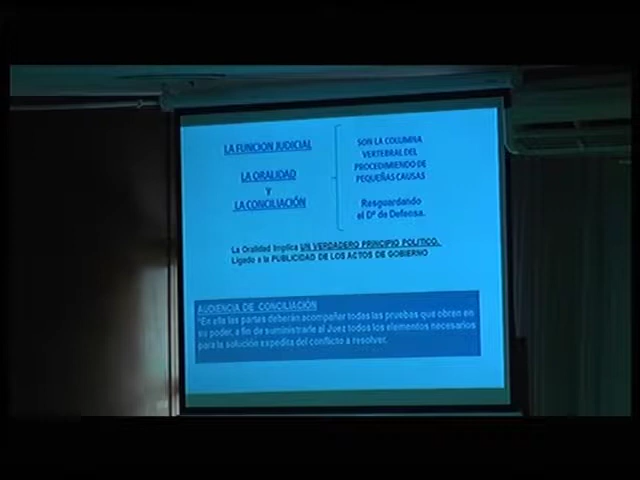 LA FUNCION JUDICIAL
LA ORALIDAD
Y
LA CONCILIACIÓN
SON LA COLUMNA
VERTEBRAL DEL
PROCEDIMIENDO DE
PEQUEÑAS CAUSAS
Resguardando
el Dº de Defensa.
La Oralidad Implica UN VERDADERO PRINCIPIO POLITICO.
Ligado a la PUBLICIDAD DE LOS ACTOS DE GOBIERNO
AUDIENCIA DE CONCILIACIÓN
"En ella las partes deberán acompañar todas las pruebas que obren en
su poder, a fin de suministrarle al Juez todos los elementos necesarios
para la solución expedita del conflicto a resolver.